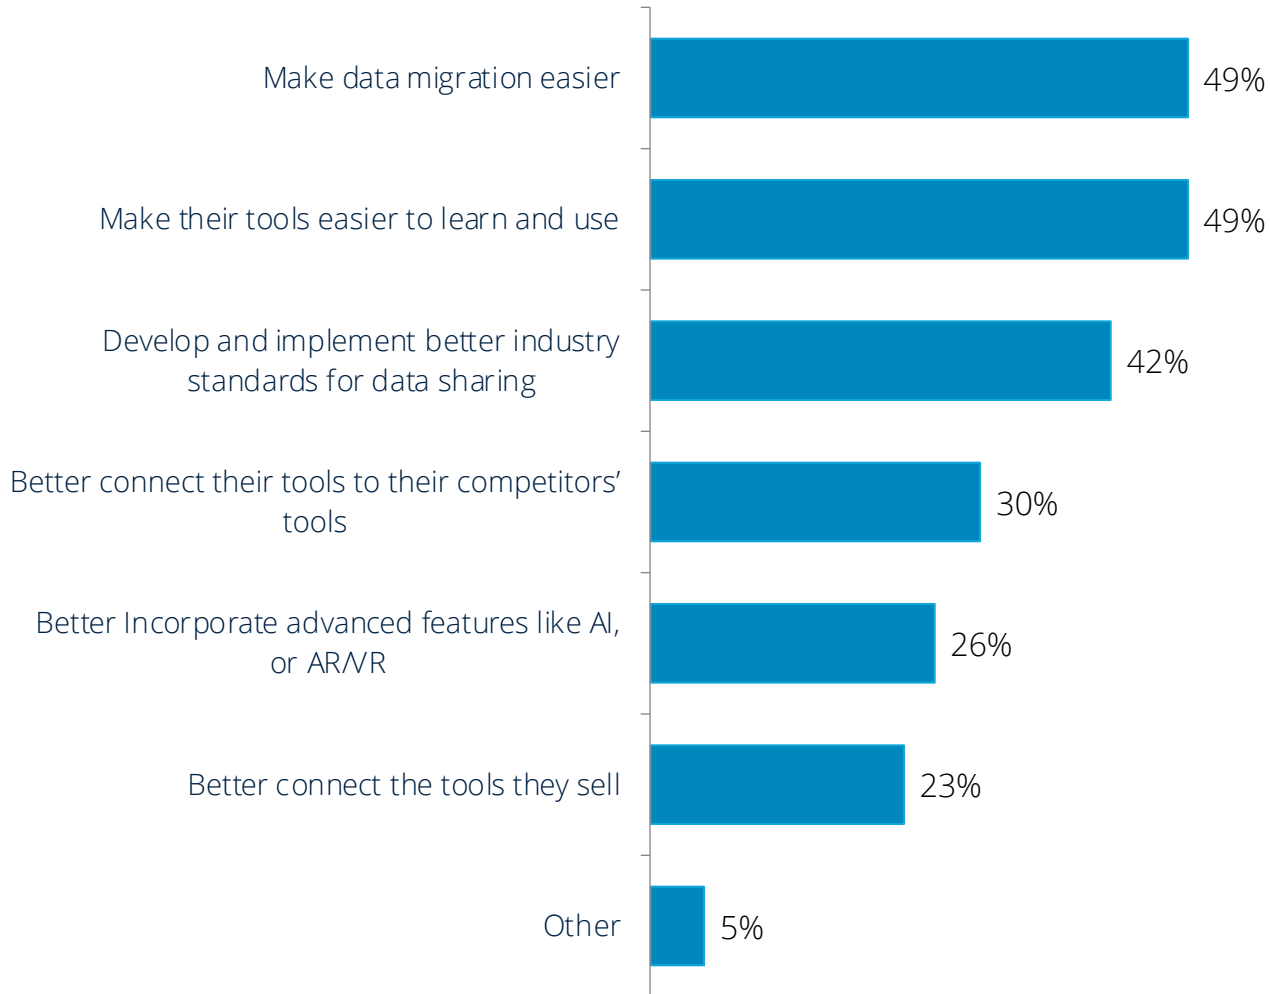 Make data migration easier
49%
Make their tools easier to learn and use
49%
Develop and implement better industry
standards for data sharing
42%
Better connect their tools to their competitors’
tools
30%
Better Incorporate advanced features like AI,
or AR/VR
26%
Better connect the tools they sell
23%
Other
5%